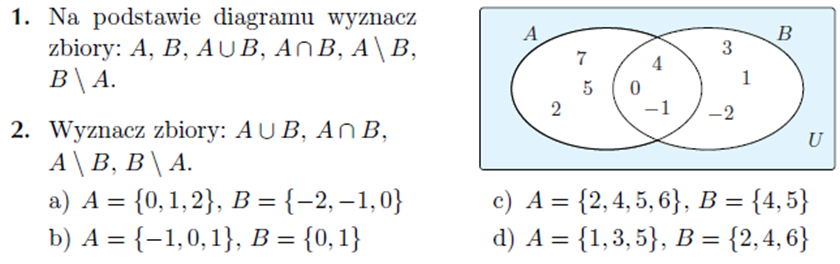 1. Na podstawie diagramu wyznacz
zbiory: A, B, A ∪ B, A ∩ B, A \ B,
B \ A.
A
B
7
4
3
5
0
1
2
−1
−2
U
2. Wyznacz zbiory: A ∪ B, A ∩ B,
A \ B, B \ A.
a) A = {0, 1, 2}, B = {−2, −1, 0}
b) A = {−1, 0, 1}, B = {0, 1}
c) A = {2, 4, 5, 6}, B = {4, 5}
d) A = {1, 3, 5}, B = {2, 4, 6}